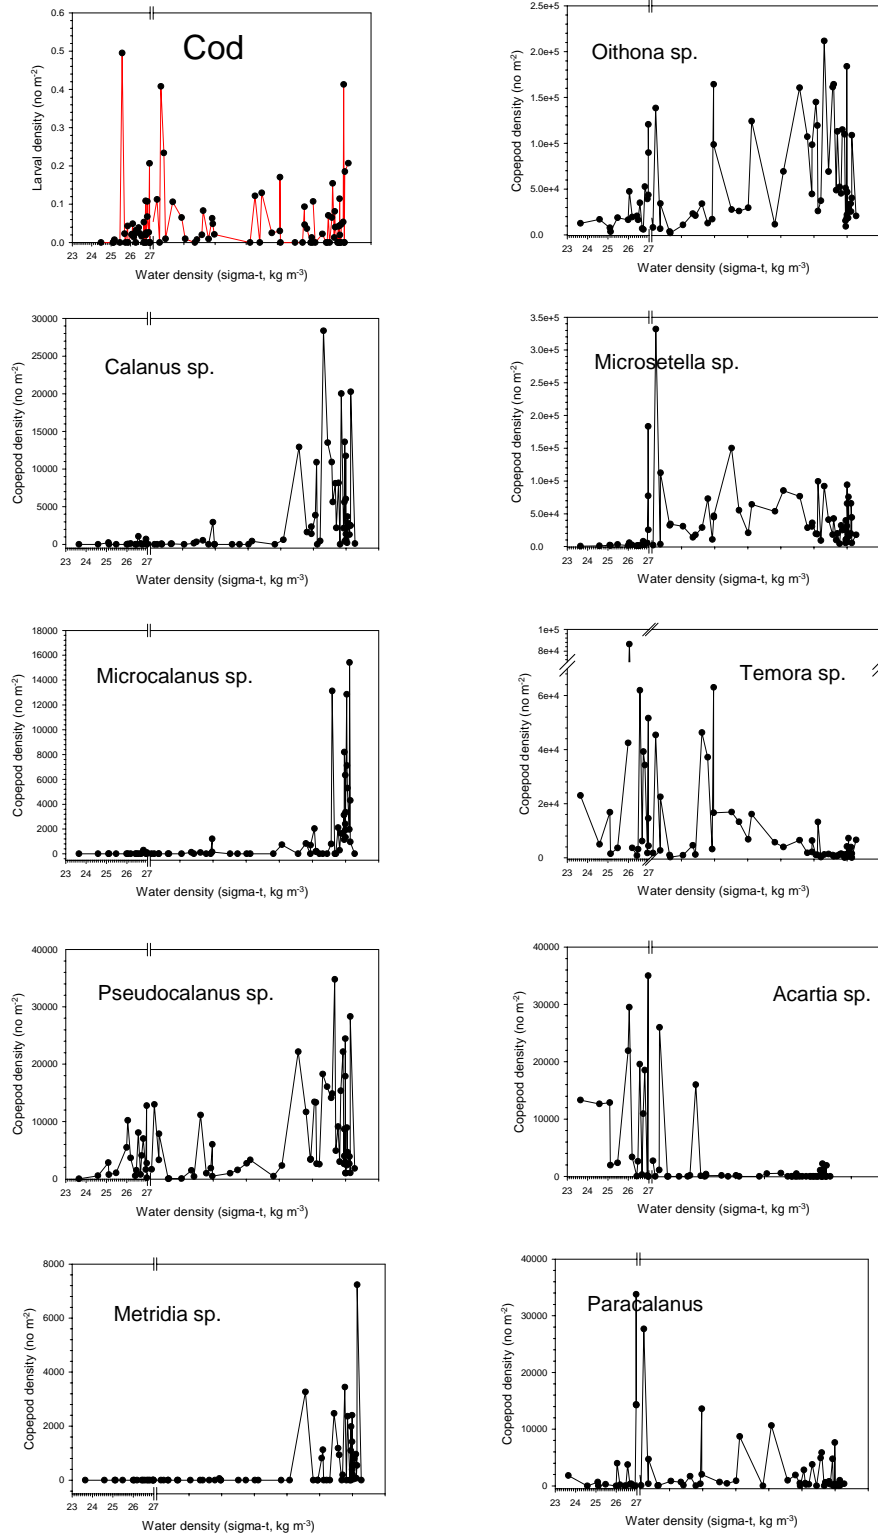 Cod
Larval density (no m-2)
0.6
0.5
0.4
0.3
0.2
0.1
0.0
23 24 25 26 27
Water density (sigma-t, kg m-3)
Oithona sp.
Copepod density (no m-2)
2.5e+5
2.0e+5
1.5e+5
1.0e+5
5.0e+4
0.0
23 24 25 26 27
Water density (sigma-t, kg m-3)
Calanus sp.
Copepod density (no m-2)
30000
25000
20000
15000
10000
5000
0
23 24 25 26 27
Water density (sigma-t, kg m-3)
Microsetella sp.
Copepod density (no m-2)
3.5e+5
3.0e+5
2.5e+5
2.0e+5
1.5e+5
1.0e+5
5.0e+4
0.0
23 24 25 26 27
Water density (sigma-t, kg m-3)
Microcalanus sp.
Copepod density (no m-2)
18000
16000
14000
12000
10000
8000
6000
4000
2000
0
23 24 25 26 27
Water density (sigma-t, kg m-3)
Temora sp.
Copepod density (no m-2)
1e+5
8e+4
6e+4
4e+4
2e+4
0
23 24 25 26 27
Water density (sigma-t, kg m-3)
Pseudocalanus sp.
Copepod density (no m-2)
40000
30000
20000
10000
0
23 24 25 26 27
Water density (sigma-t, kg m-3)
Acartia sp.
Copepod density (no m-2)
40000
30000
20000
10000
0
23 24 25 26 27
Water density (sigma-t, kg m-3)
Metridia sp.
Copepod density (no m-2)
8000
6000
4000
2000
0
23 24 25 26 27
Water density (sigma-t, kg m-3)
Paracalanus
Copepod density (no m-2)
40000
30000
20000
10000
0
23 24 25 26 27
Water density (sigma-t, kg m-3)